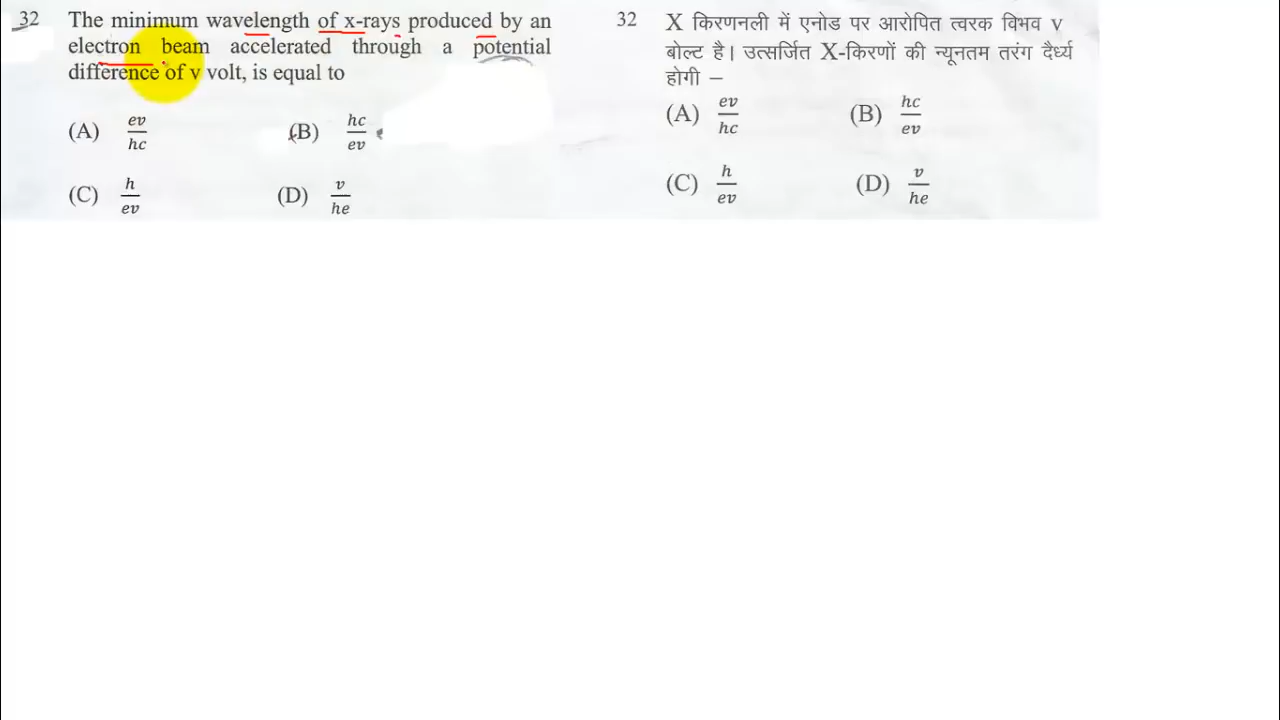 32 The minimum wavelength of x-rays produced by an
electron beam accelerated through a potential
difference of v volt, is equal to
(A) ev/hc (B) hc/ev
(C) h/ev (D) v/he
32 X किरणनली में एनोड पर आरोपित त्वरक विभव v
बोल्ट है। उत्सर्जित X-किरणों की न्यूनतम तरंग दैर्ध्य
होगी –
(A) ev/hc (B) hc/ev
(C) h/ev (D) v/he